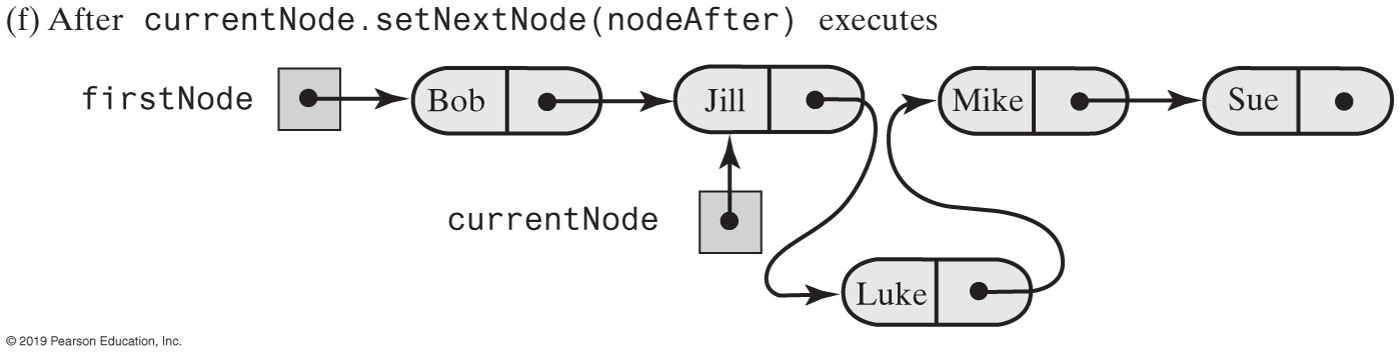 (f) After currentNode.setNextNode(nodeAfter) executes
firstNode Bob Jill Mike Sue
currentNode
Luke
© 2019 Pearson Education, Inc.